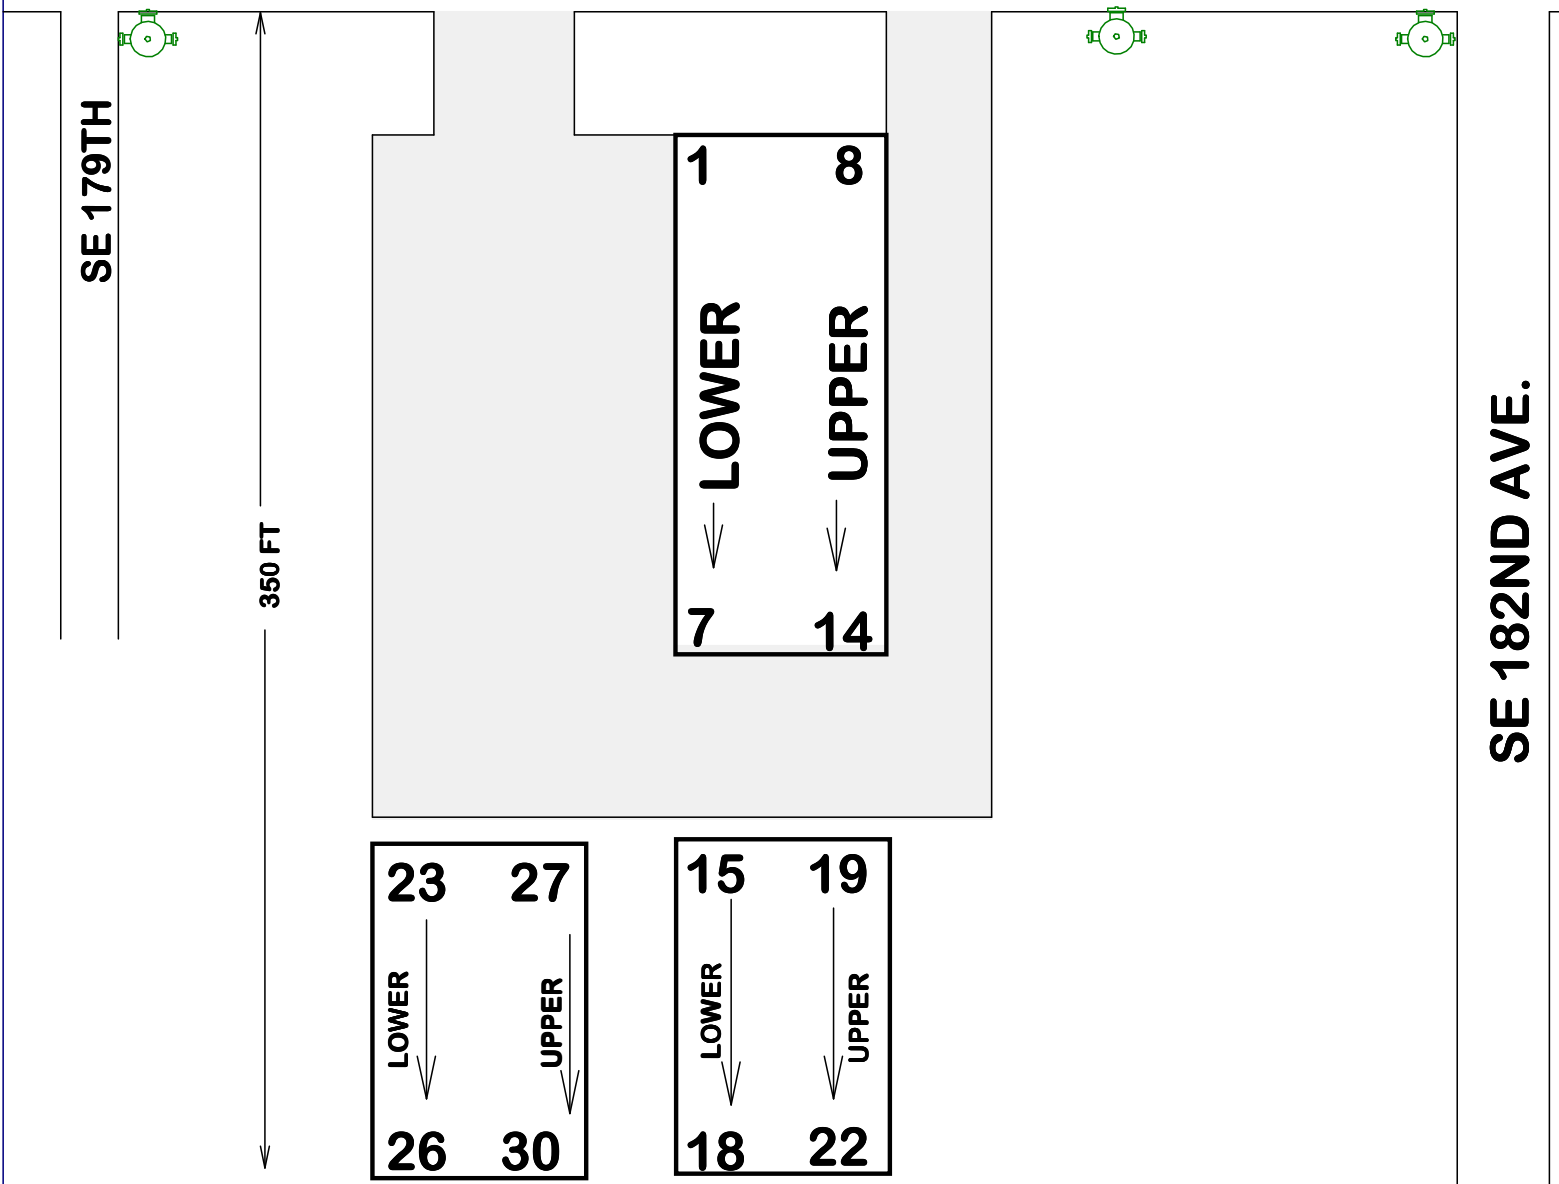 SE 179TH
350 FT
1 8
LOWER UPPER
7 14
SE 182ND AVE.
23 27
LOWER UPPER
26 30
15 19
LOWER UPPER
18 22